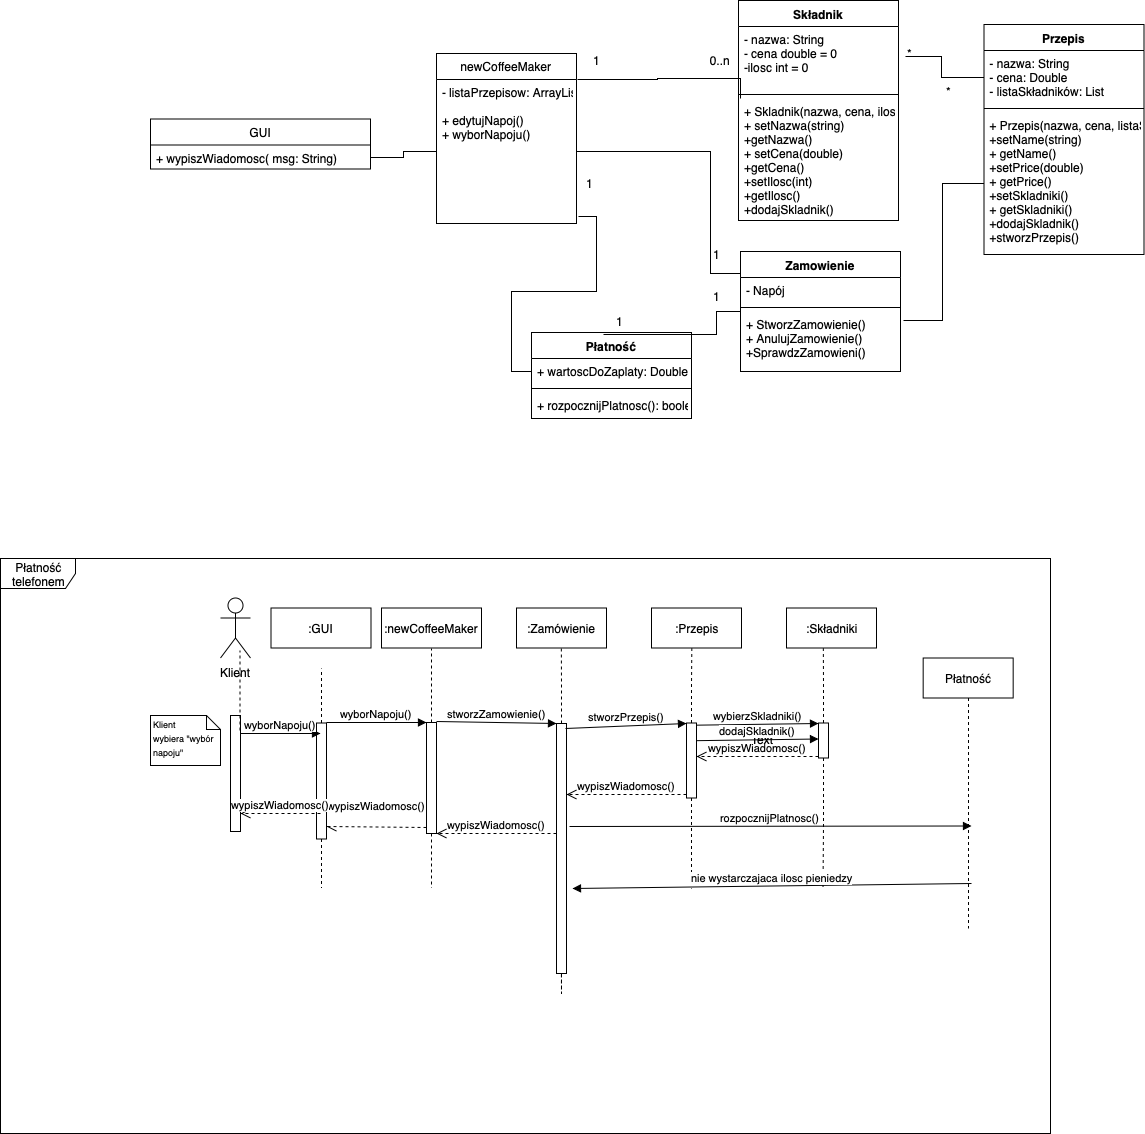 GUI
+ wypiszWiadomosc( msg: String)
newCoffeeMaker
- listaPrzepisow: ArrayLis
+ edytujNapoj()
+ wyborNapoju()
1
0..n
1
Składnik
- nazwa: String
- cena double = 0
-ilosc int = 0
+ Skladnik(nazwa, cena, ilos
+ setNazwa(string)
+getNazwa()
+ setCena(double)
+getCena()
+setIlosc(int)
+getIlosc()
+dodajSkladnik()
*
*
Przepis
- nazwa: String
- cena: Double
- listaSkładników: List
+ Przepis(nazwa, cena, listaS
+setName(string)
+ getName()
+setPrice(double)
+ getPrice()
+setSkladniki()
+ getSkladniki()
+dodajSkladnik()
+stworzPrzepis()
1
Zamowienie
- Napój
+ StworzZamowienie()
+ AnulujZamowienie()
+SprawdzZamowieni()
1
1
Płatność
+ wartoscDoZaplaty: Double
+ rozpocznijPlatnosc(): boole
Płatność
telefonem
Klient
:GUI
:newCoffeeMaker
:Zamówienie
:Przepis
:Składniki
Płatność
Klient
wybiera "wybór
napoju"
wyborNapoju()
wyborNapoju()
stworzZamowienie()
stworzPrzepis()
wybierzSkladniki()
dodajSkladnik()
Text
wypiszWiadomosc()
wypiszWiadomosc()
wypiszWiadomosc()
wypiszWiadomosc()
wypiszWiadomosc()
rozpocznijPlatnosc()
nie wystarczajaca ilosc pieniedzy